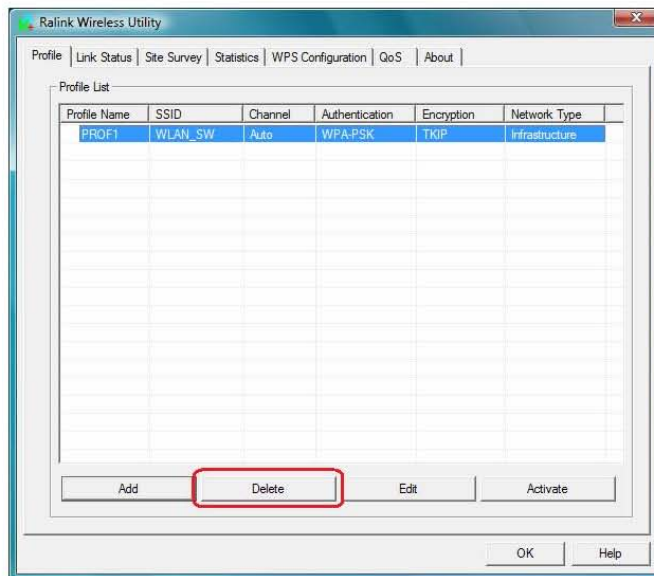 Ralink Wireless Utility
Profile Link Status Site Survey Statistics WPS Configuration QoS About
Profile List
Profile Name SSID Channel Authentication Encryption Network Type
PROF1 WLAN_SW Auto WPA-PSK TKIP Infrastructure
Add Delete Edit Activate
OK Help